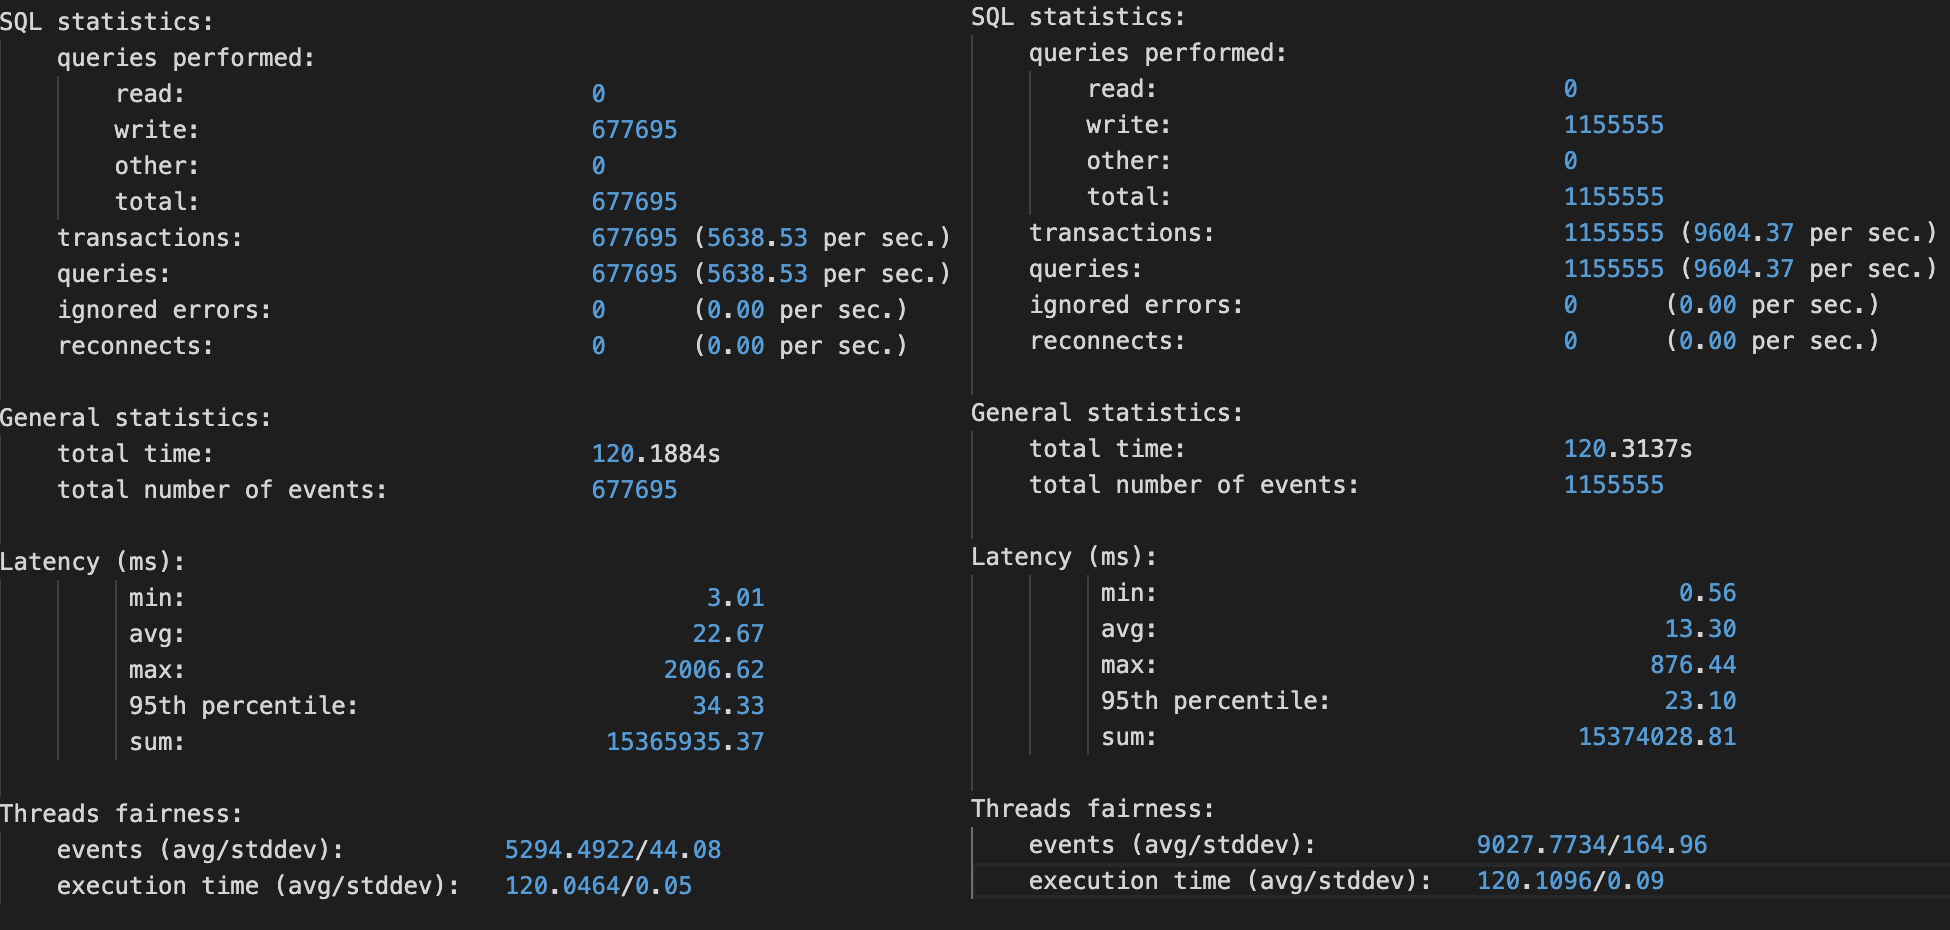 SQL statistics:
queries performed:
read: 0
write: 677695
other: 0
total: 677695
transactions: 677695 (5638.53 per sec.)
queries: 677695 (5638.53 per sec.)
ignored errors: 0 (0.00 per sec.)
reconnects: 0 (0.00 per sec.)
General statistics:
total time: 120.1884s
total number of events: 677695
Latency (ms):
min: 3.01
avg: 22.67
max: 2006.62
95th percentile: 34.33
sum: 15365935.37
Threads fairness:
events (avg/stddev): 5294.4922/44.08
execution time (avg/stddev): 120.0464/0.05
SQL statistics:
queries performed:
read: 0
write: 1155555
other: 0
total: 1155555
transactions: 1155555 (9604.37 per sec.)
queries: 1155555 (9604.37 per sec.)
ignored errors: 0 (0.00 per sec.)
reconnects: 0 (0.00 per sec.)
General statistics:
total time: 120.3137s
total number of events: 1155555
Latency (ms):
min: 0.56
avg: 13.30
max: 876.44
95th percentile: 23.10
sum: 15374028.81
Threads fairness:
events (avg/stddev): 9027.7734/164.96
execution time (avg/stddev): 120.1096/0.09